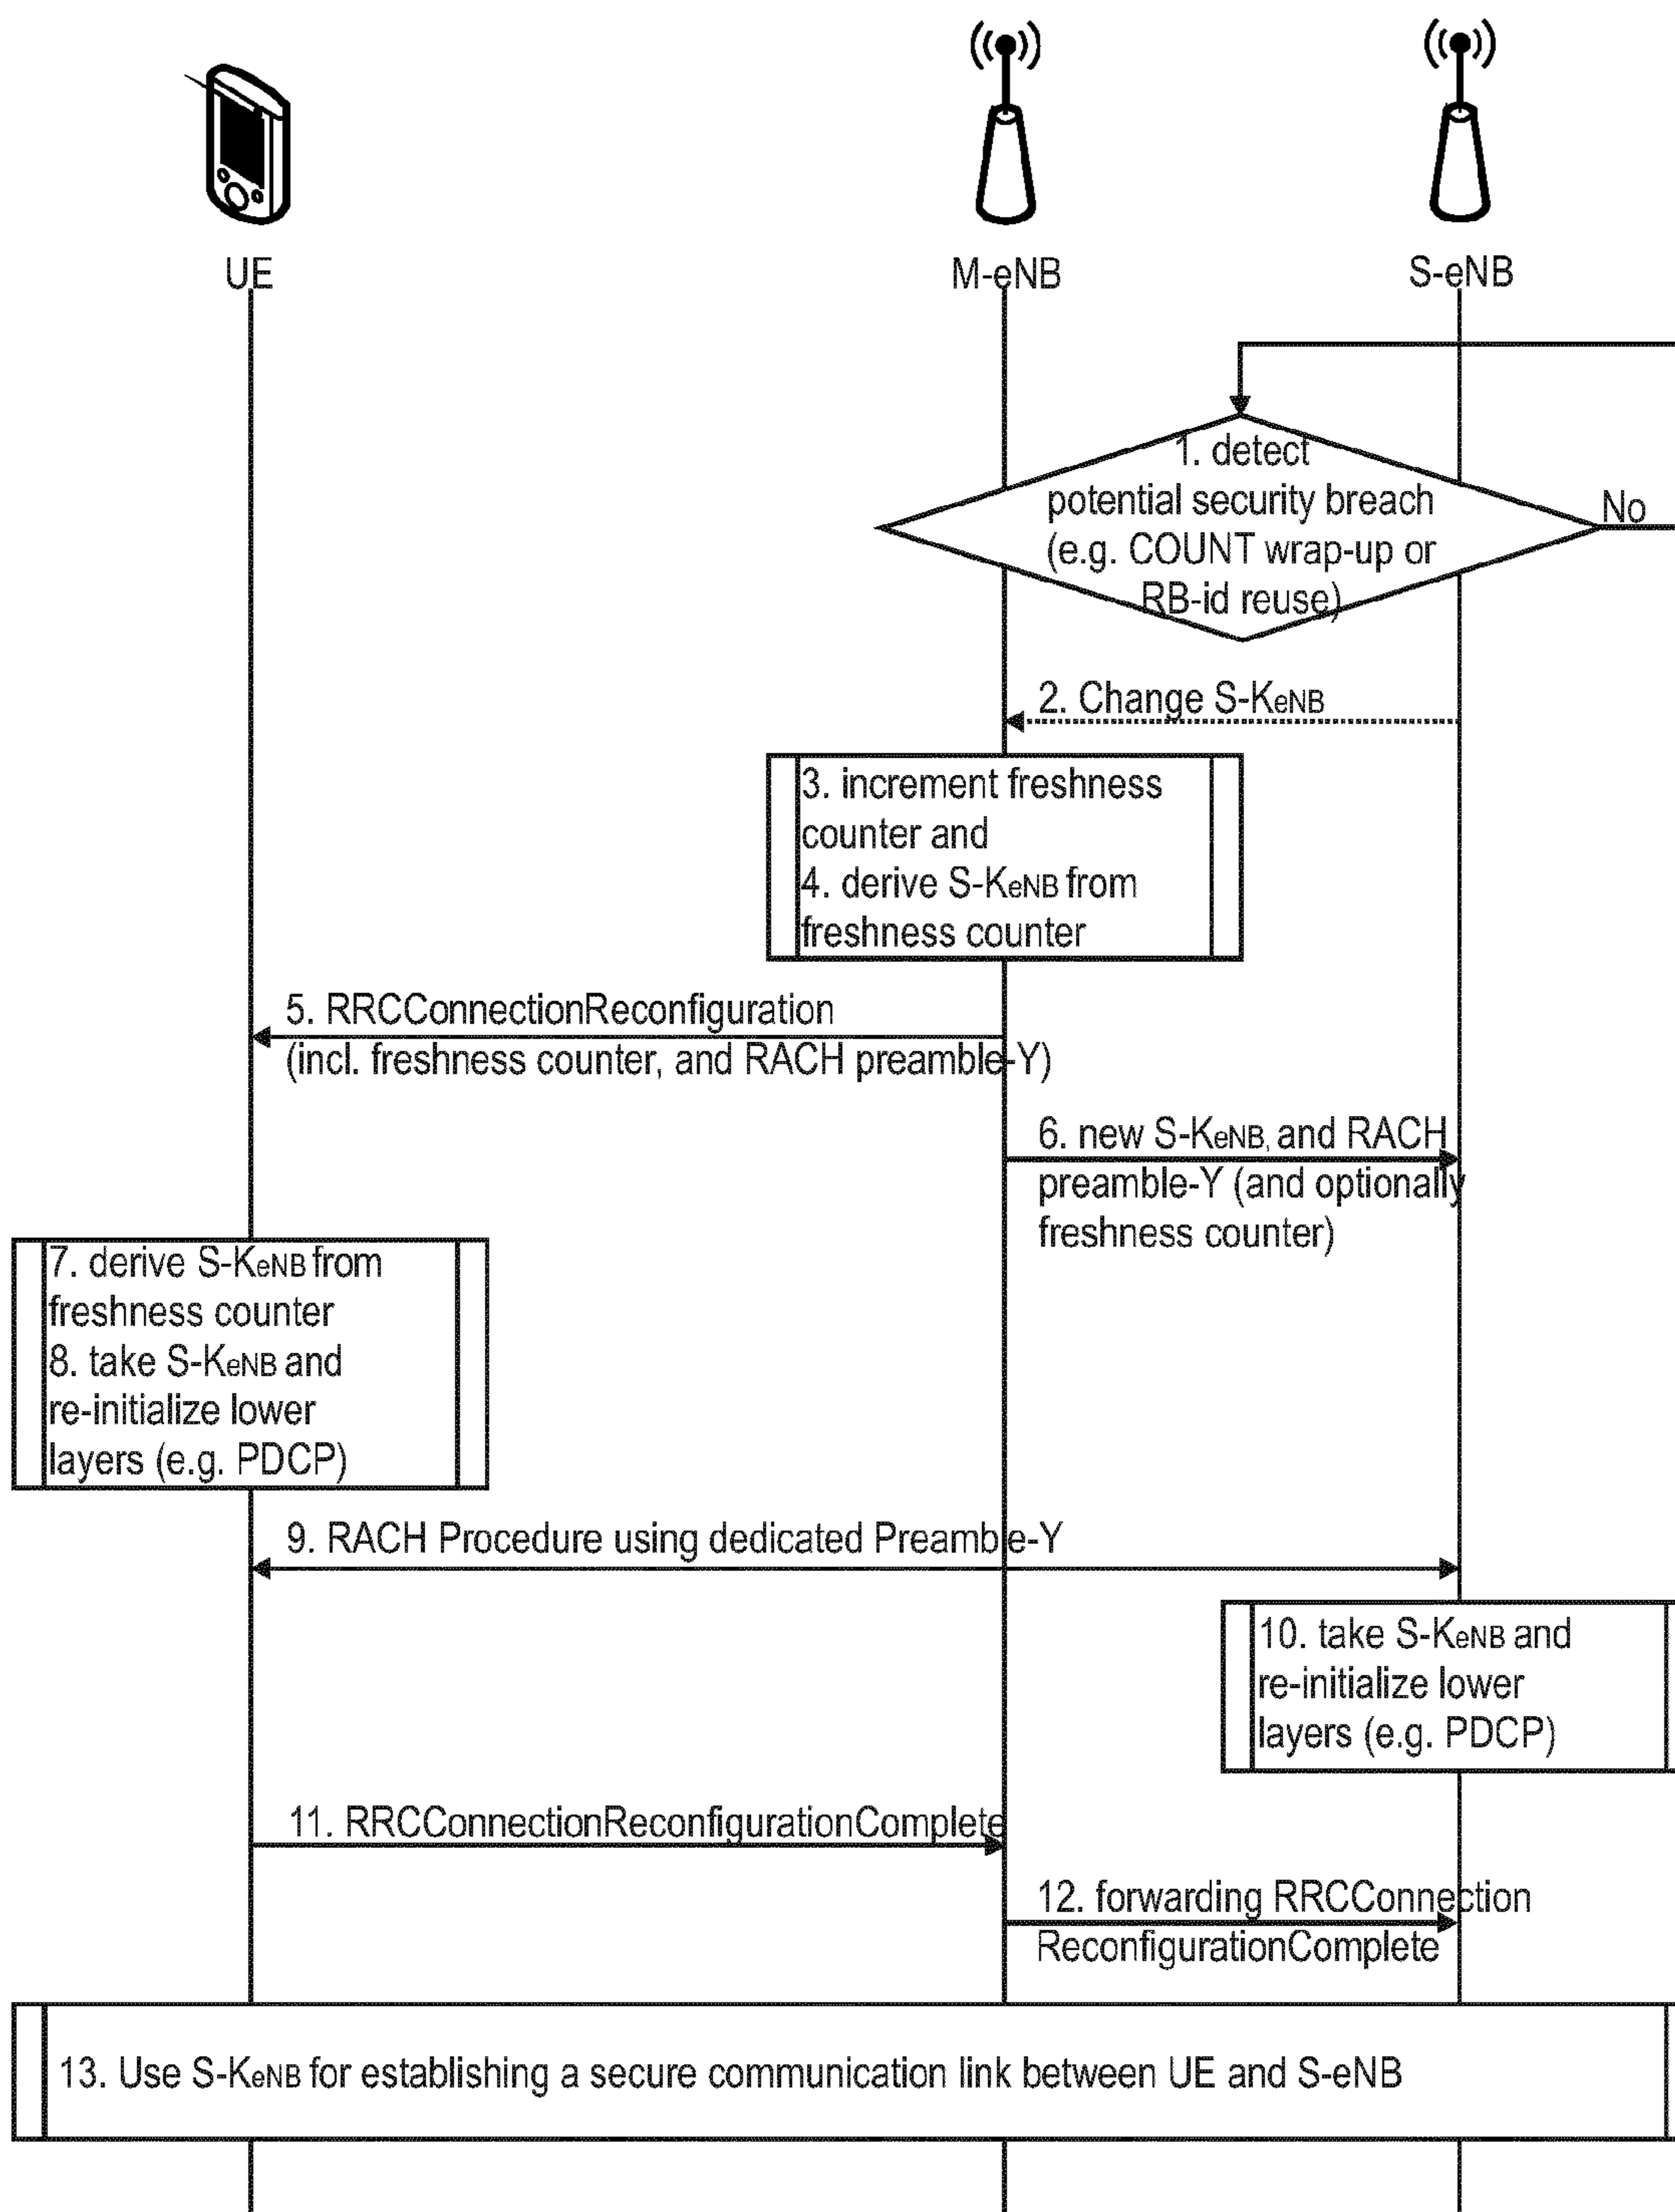 UE
M-eNB
S-eNB
1. detect
potential security breach
(e.g. COUNT wrap-up or
RB-id reuse)
No
2. Change S-KeNB
3. increment freshness
counter and
4. derive S-KeNB from
freshness counter
5. RRCConnectionReconfiguration
(incl. freshness counter, and RACH preamble-Y)
6. new S-KeNB, and RACH
preamble-Y (and optionally
freshness counter)
7. derive S-KeNB from
freshness counter
8. take S-KeNB and
re-initialize lower
layers (e.g. PDCP)
9. RACH Procedure using dedicated Preamble-Y
10. take S-KeNB and
re-initialize lower
layers (e.g. PDCP)
11. RRCConnectionReconfigurationComplete
12. forwarding RRCConnection
ReconfigurationComplete
13. Use S-KeNB for establishing a secure communication link between UE and S-eNB